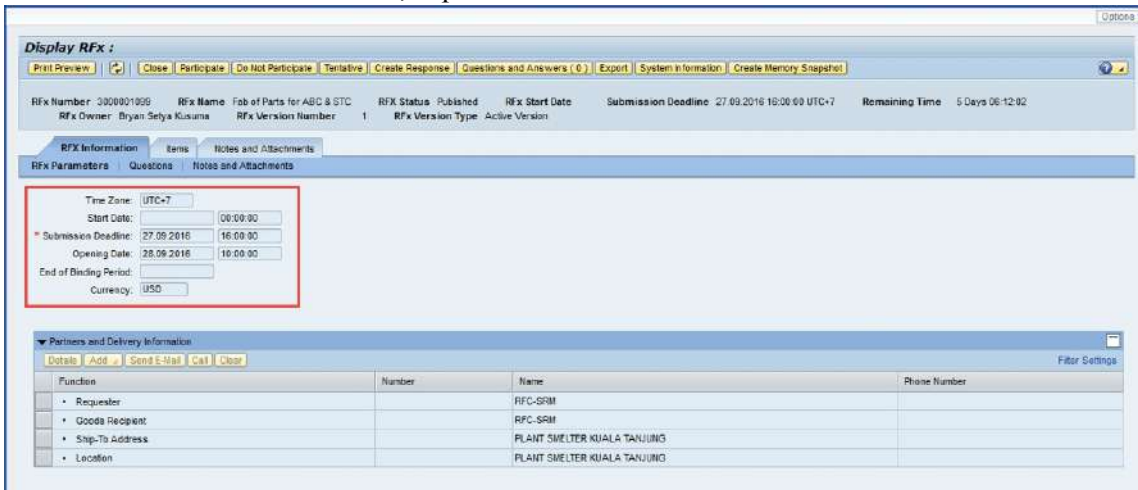 Options
Display RFx :
Print Preview Close Participate Do Not Participate Tentative Create Response Questions and Answers ( 0 ) Export System Information Create Memory Snapshot
RFx Number 3000001099 RFx Name Fab of Parts for ABC & STC RFx Status Published RFx Start Date Submission Deadline 27.09.2016 16:00:00 UTC+7 Remaining Time 5 Days 06:12:02
RFx Owner Bryan Setya Kusuma RFx Version Number 1 RFx Version Type Active Version
RFX Information Items Notes and Attachments
RFx Parameters Questions Notes and Attachments
Time Zone: UTC+7
Start Date: 00:00:00
* Submission Deadline: 27.09.2016 16:00:00
Opening Date: 28.09.2016 10:00:00
End of Binding Period:
Currency: USD
Partners and Delivery Information
Details Add Send E-Mail Call Clear Filter Settings
Function Number Name Phone Number
• Requester RFC-SRM
• Goods Recipient RFC-SRM
• Ship-To Address PLANT SMELTER KUALA TANJUNG
• Location PLANT SMELTER KUALA TANJUNG